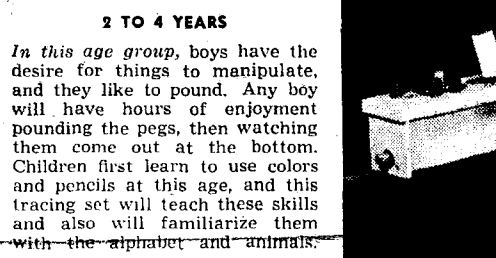 2 TO 4 YEARS
In this age group, boys have the
desire for things to manipulate,
and they like to pound. Any boy
will have hours of enjoyment
pounding the pegs, then watching
them come out at the bottom.
Children first learn to use colors
and pencils at this age, and this
tracing set will teach these skills
and also will familiarize them
with the alphabet and animals.